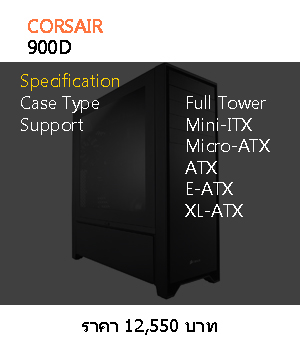 CORSAIR
900D
Specification
Case Type Full Tower
Support Mini-ITX
Micro-ATX
ATX
E-ATX
XL-ATX
ราคา 12,550 บาท